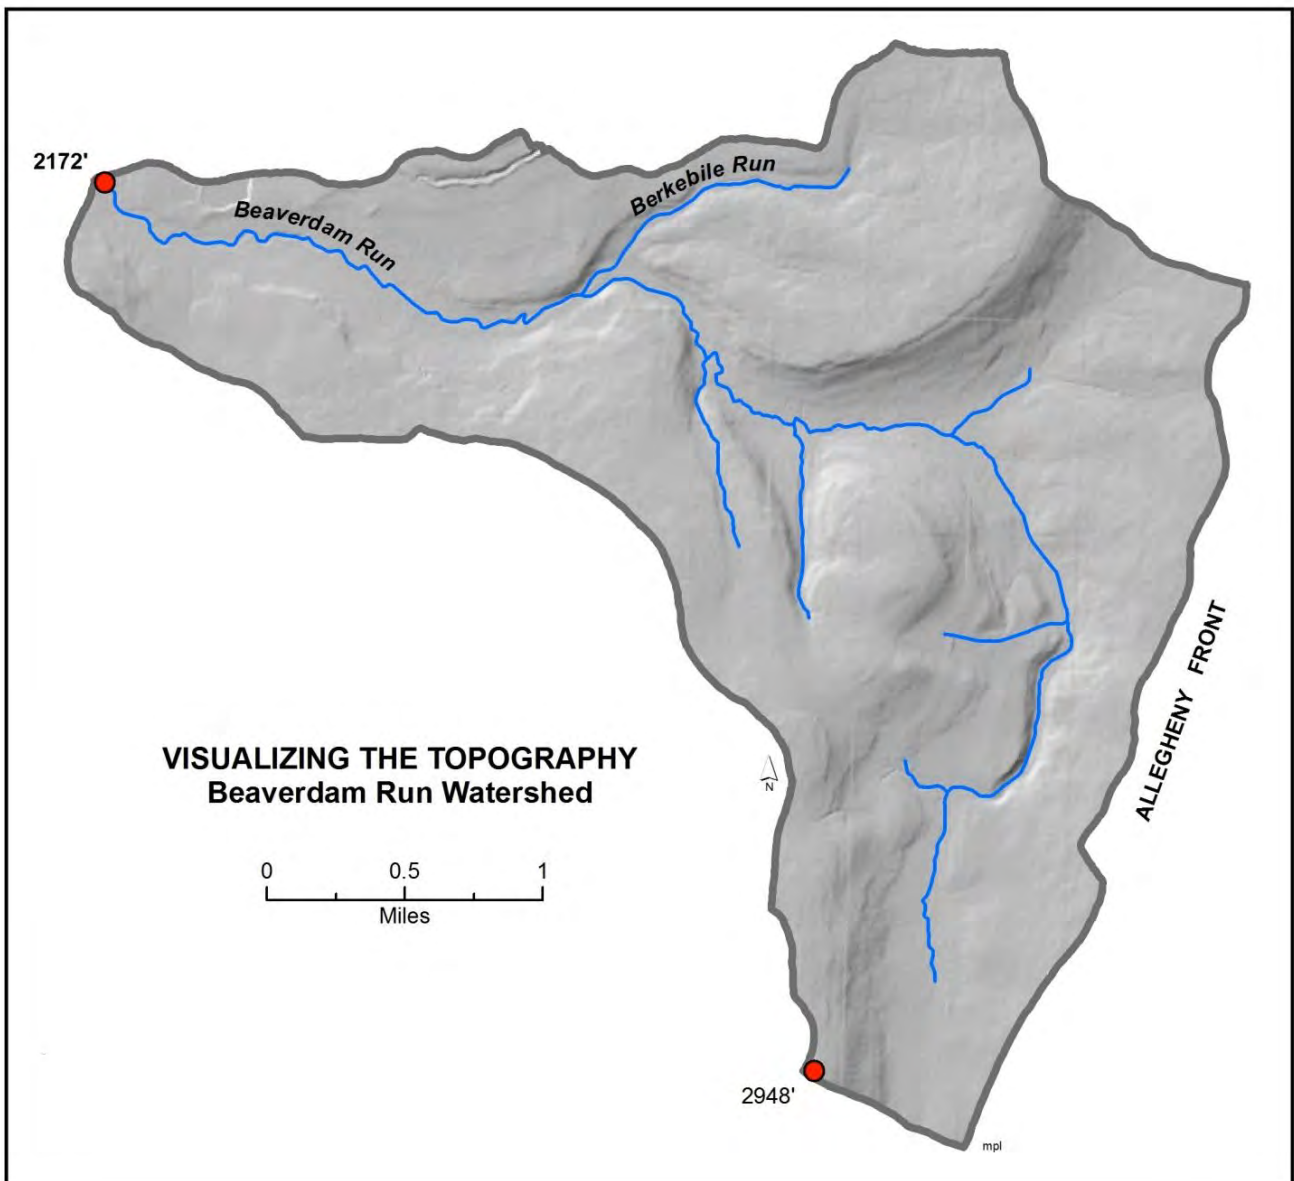 2172'
Beaverdam Run
Berkebile Run
ALLEGHENY FRONT
VISUALIZING THE TOPOGRAPHY
Beaverdam Run Watershed
N
0 0.5 1
Miles
2948'
mpl